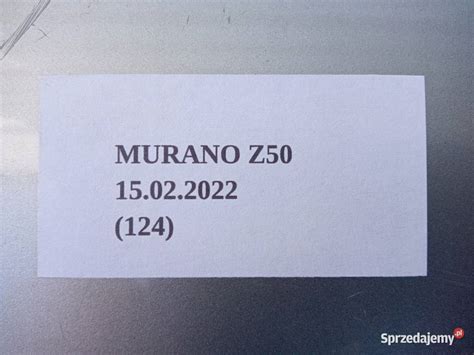 MURANO Z50
15.02.2022
(124)
Sprzedajemy.pl